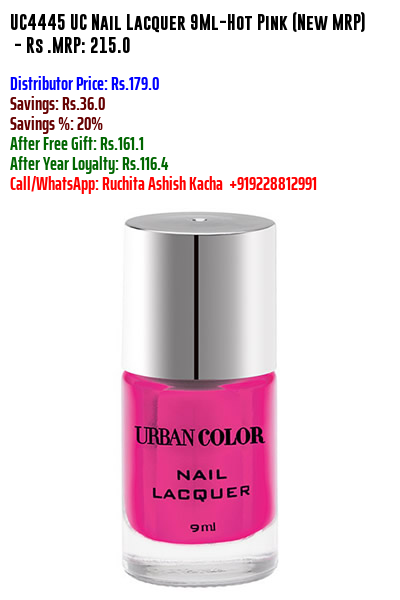 UC4445 UC Nail Lacquer 9Ml-Hot Pink (New MRP)
- Rs .MRP: 215.0
Distributor Price: Rs.179.0
Savings: Rs.36.0
Savings %: 20%
After Free Gift: Rs.161.1
After Year Loyalty: Rs.116.4
Call/WhatsApp: Ruchita Ashish Kacha +919228812991
URBAN COLOR
NAIL
LACQUER
9ml